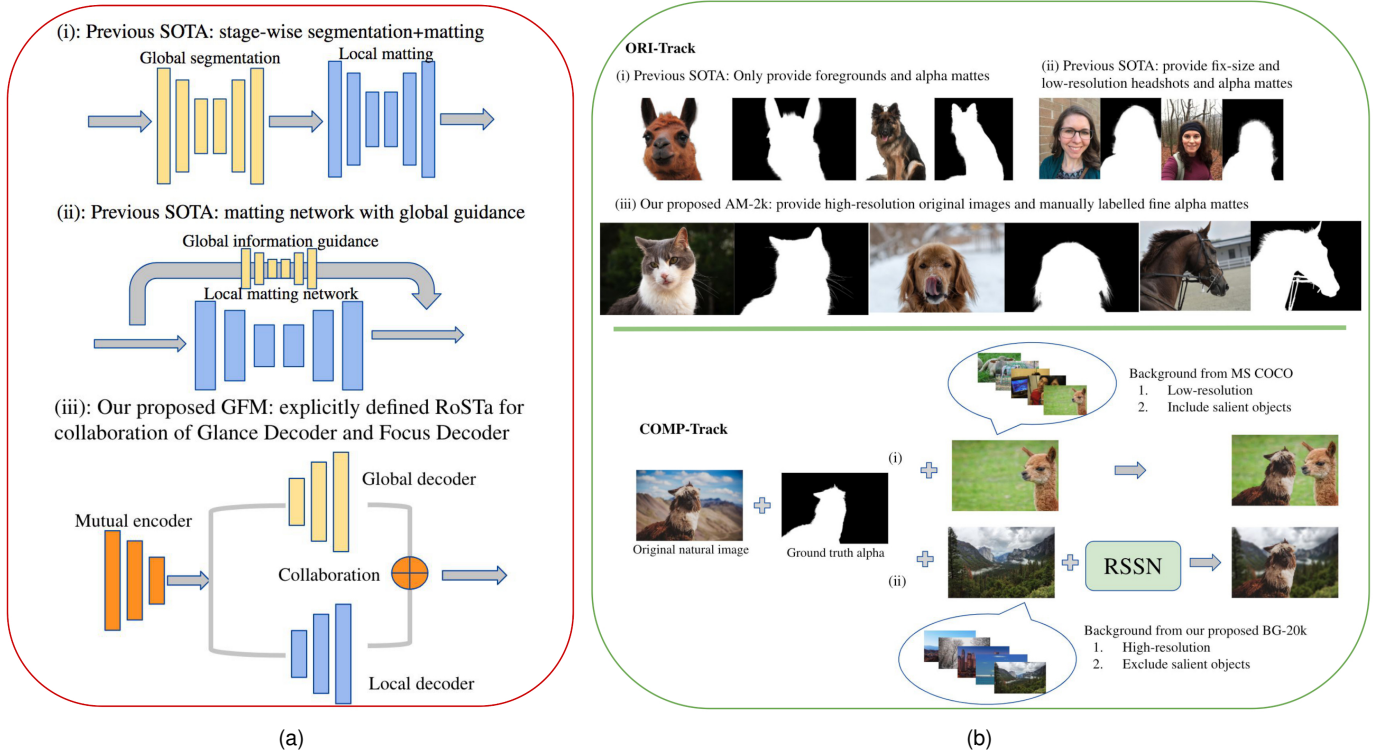 (i): Previous SOTA: stage-wise segmentation+matting
Global segmentation
Local matting
(ii): Previous SOTA: matting network with global guidance
Global information guidance
Local matting network
(iii): Our proposed GFM: explicitly defined RoSTa for
collaboration of Glance Decoder and Focus Decoder
Global decoder
Mutual encoder
Collaboration
Local decoder
(a)
ORI-Track
(i) Previous SOTA: Only provide foregrounds and alpha mattes
(ii) Previous SOTA: provide fix-size and
low-resolution headshots and alpha mattes
(iii) Our proposed AM-2k: provide high-resolution original images and manually labelled fine alpha mattes
Background from MS COCO
1. Low-resolution
2. Include salient objects
COMP-Track
(i)
Original natural image
Ground truth alpha
(ii)
RSSN
Background from our proposed BG-20k
1. High-resolution
2. Exclude salient objects
(b)